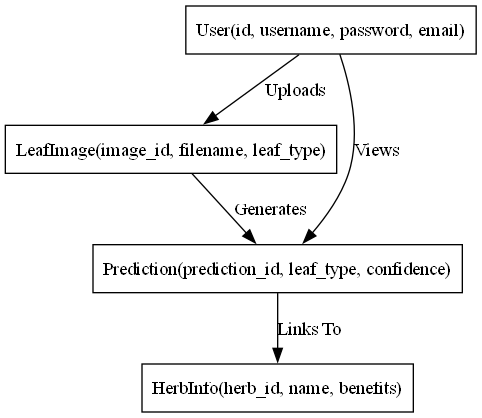 User(id, username, password, email)
Uploads
LeafImage(image_id, filename, leaf_type)
Views
Generates
Prediction(prediction_id, leaf_type, confidence)
Links To
HerbInfo(herb_id, name, benefits)